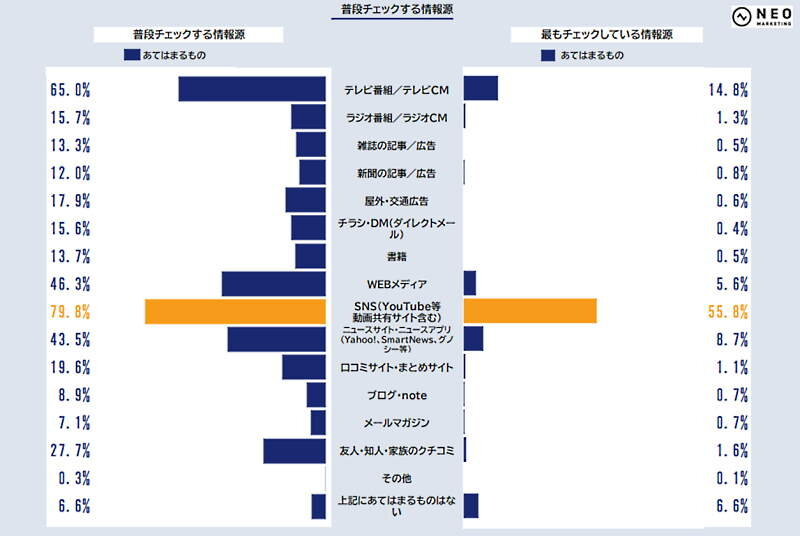 普段チェックする情報源
NEO
MARKETING
普段チェックする情報源
最もチェックしている情報源
あてはまるもの
あてはまるもの
65.0% テレビ番組／テレビCM 14.8%
15.7% ラジオ番組／ラジオCM 1.3%
13.3% 雑誌の記事／広告 0.5%
12.0% 新聞の記事／広告 0.8%
17.9% 屋外・交通広告 0.6%
15.6% チラシ・DM(ダイレクトメー 0.4%
ル)
13.7% 書籍 0.5%
46.3% WEBメディア 5.6%
79.8% SNS(YouTube等 55.8%
動画共有サイト含む)
43.5% ニュースサイト・ニュースアプリ 8.7%
(Yahoo!、SmartNews、グノ
シー等)
19.6% 口コミサイト・まとめサイト 1.1%
8.9% ブログ・note 0.7%
7.1% メールマガジン 0.7%
27.7% 友人・知人・家族のクチコミ 1.6%
0.3% その他 0.1%
6.6% 上記にあてはまるものはな 6.6%
い